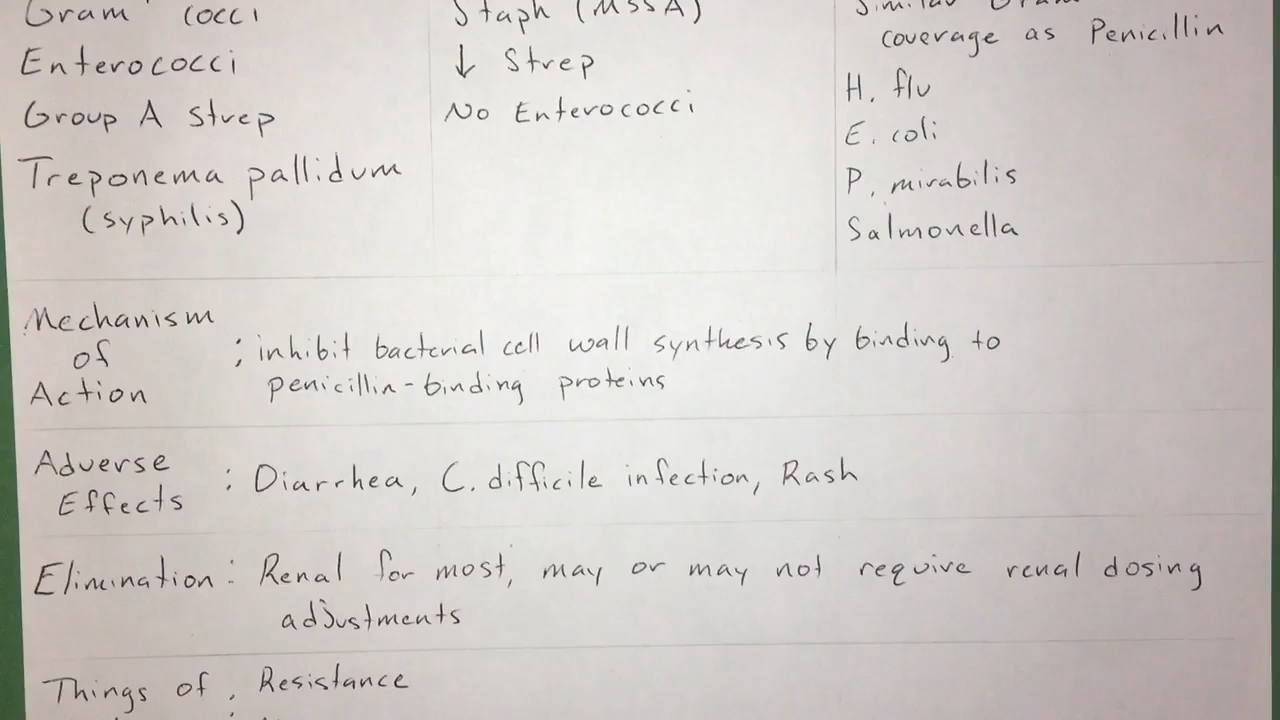 Gram⁺ cocci
Enterococci
Group A Strep
Treponema pallidum
(syphilis)
Staph (MSSA)
↓ Strep
No Enterococci
Similar Gram
coverage as Penicillin
H. flu
E. coli
P. mirabilis
Salmonella
Mechanism
of
Action
: inhibit bacterial cell wall synthesis by binding to
penicillin-binding proteins
Adverse
Effects
: Diarrhea, C. difficile infection, Rash
Elimination: Renal for most, may or may not require renal dosing
adjustments
Things of : Resistance